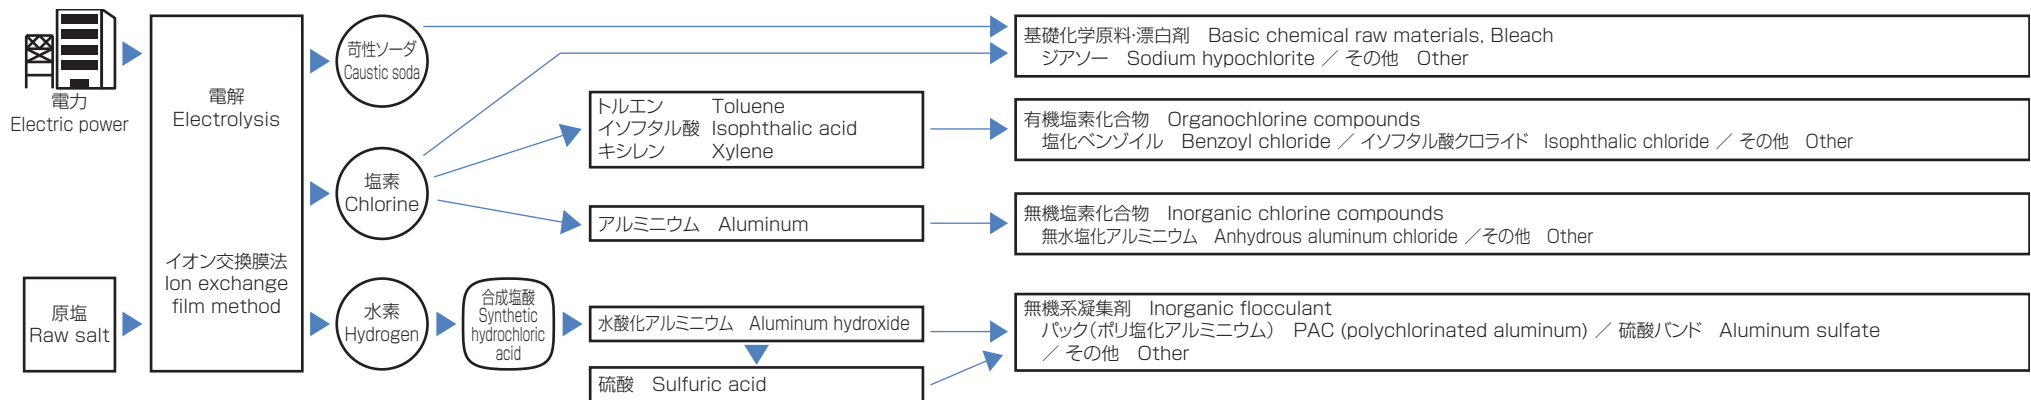 電力
Electric power
原塩
Raw salt
電解
Electrolysis
イオン交換膜法
Ion exchange
film method
苛性ソーダ
Caustic soda
塩素
Chlorine
水素
Hydrogen
合成塩酸
Synthetic
hydrochloric
acid
トルエン Toluene
イソフタル酸 Isophthalic acid
キシレン Xylene
アルミニウム Aluminum
水酸化アルミニウム Aluminum hydroxide
硫酸 Sulfuric acid
基礎化学原料・漂白剤 Basic chemical raw materials, Bleach
ジアソー Sodium hypochlorite ／ その他 Other
有機塩素化合物 Organochlorine compounds
塩化ベンゾイル Benzoyl chloride ／ イソフタル酸クロライド Isophthalic chloride ／ その他 Other
無機塩素化合物 Inorganic chlorine compounds
無水塩化アルミニウム Anhydrous aluminum chloride ／その他 Other
無機系凝集剤 Inorganic flocculant
パック（ポリ塩化アルミニウム） PAC (polychlorinated aluminum) ／ 硫酸バンド Aluminum sulfate
／ その他 Other